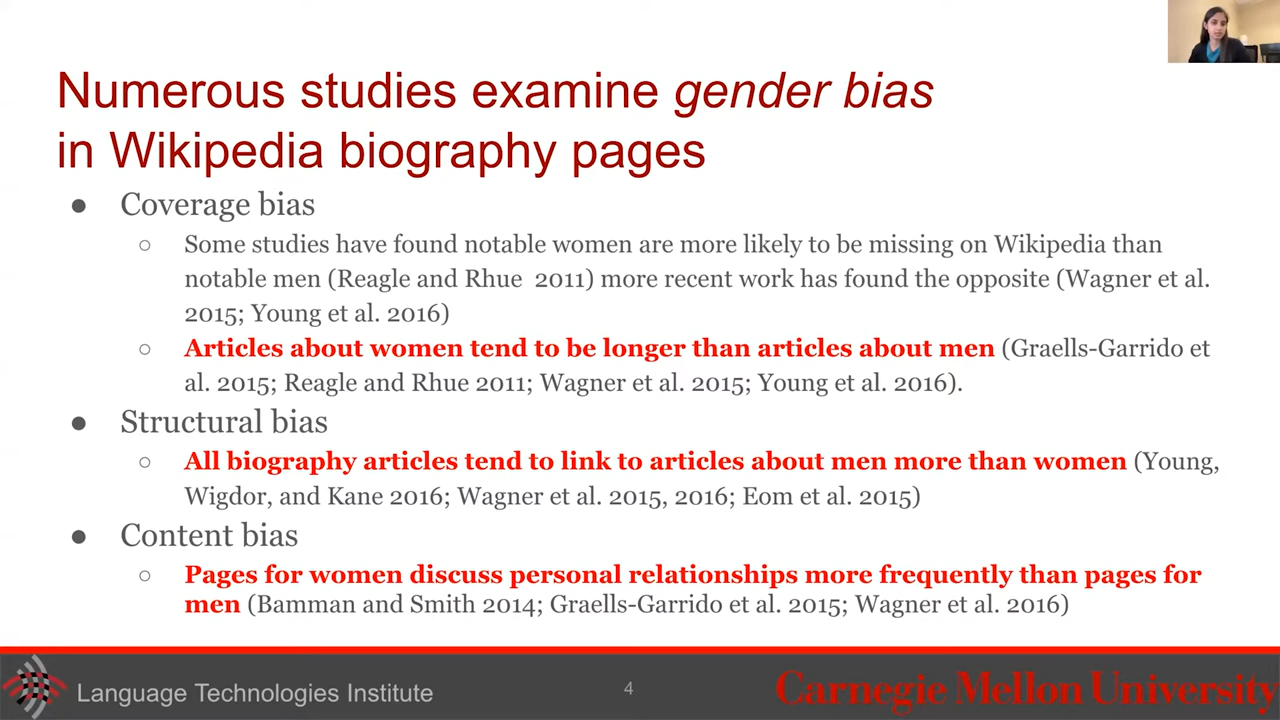 Numerous studies examine gender bias
in Wikipedia biography pages
● Coverage bias
○ Some studies have found notable women are more likely to be missing on Wikipedia than
notable men (Reagle and Rhue 2011) more recent work has found the opposite (Wagner et al.
2015; Young et al. 2016)
○ Articles about women tend to be longer than articles about men (Graells-Garrido et
al. 2015; Reagle and Rhue 2011; Wagner et al. 2015; Young et al. 2016).
● Structural bias
○ All biography articles tend to link to articles about men more than women (Young,
Wigdor, and Kane 2016; Wagner et al. 2015, 2016; Eom et al. 2015)
● Content bias
○ Pages for women discuss personal relationships more frequently than pages for
men (Bamman and Smith 2014; Graells-Garrido et al. 2015; Wagner et al. 2016)
Language Technologies Institute
4
Carnegie Mellon University